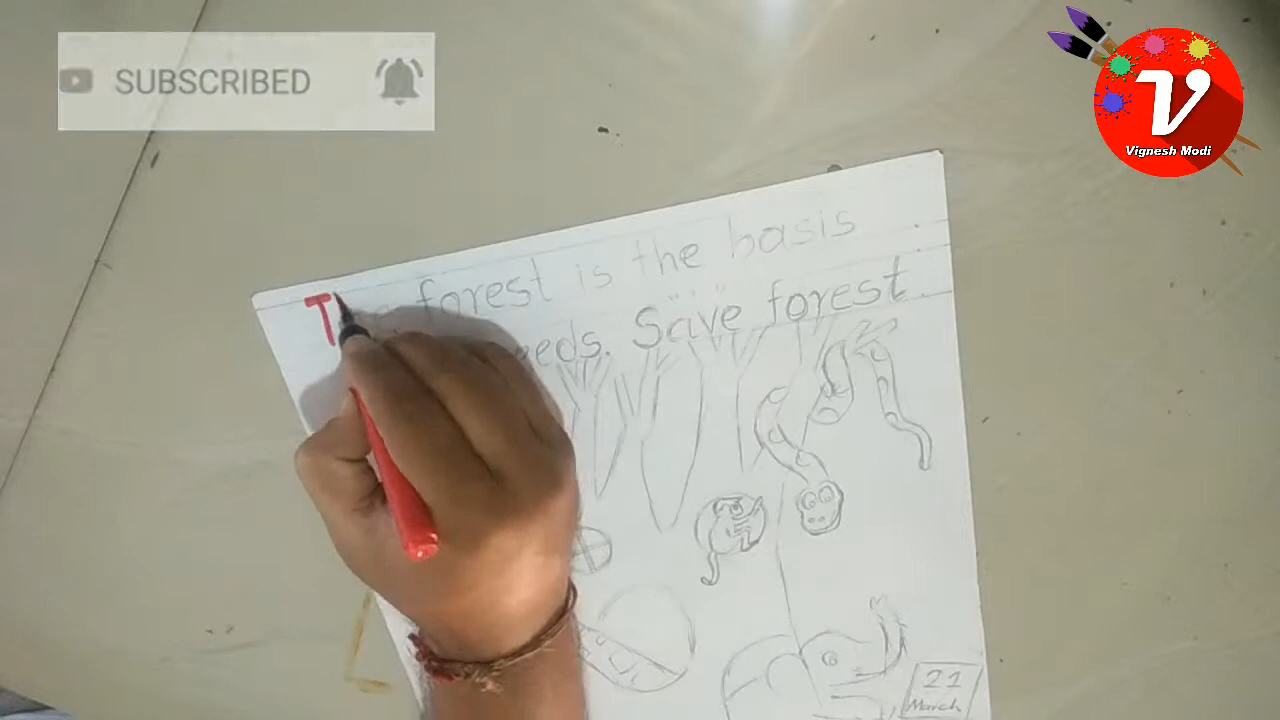 SUBSCRIBED
Vignesh Modi
T forest is the basis
eeds. Save forest
21
March